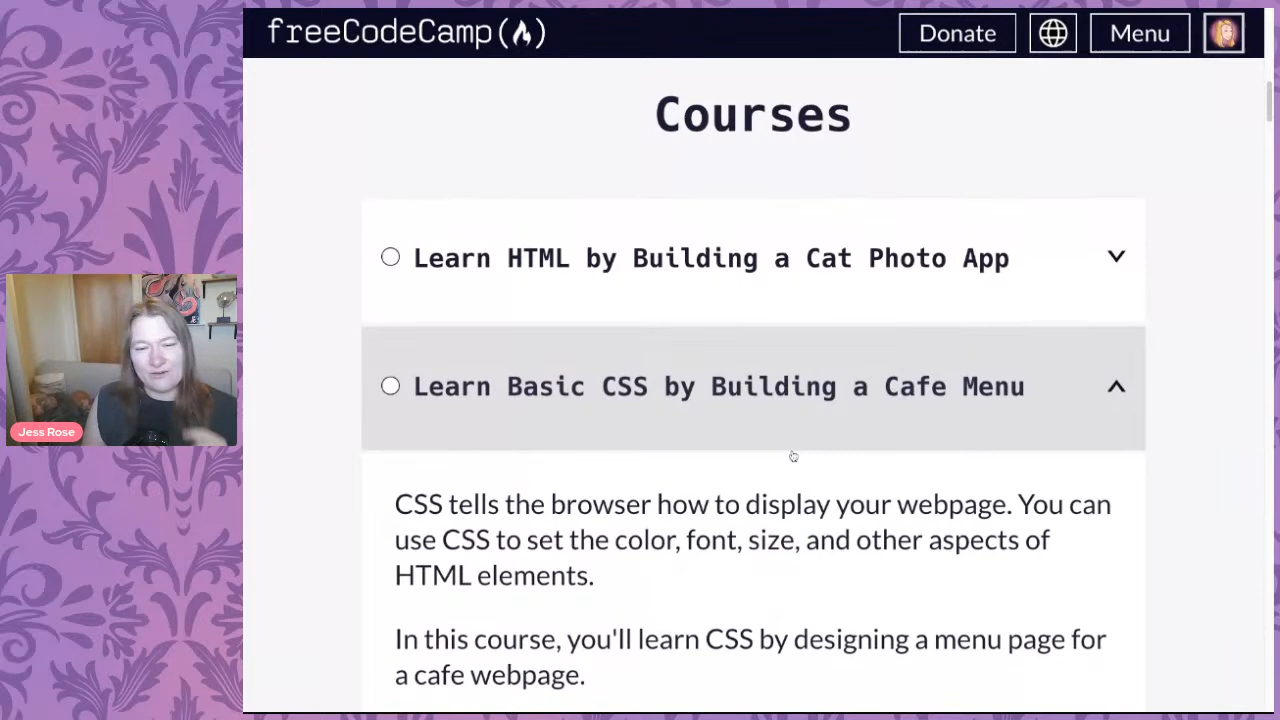 freeCodeCamp
Donate
Menu
Courses
Learn HTML by Building a Cat Photo App
Learn Basic CSS by Building a Cafe Menu
CSS tells the browser how to display your webpage. You can
use CSS to set the color, font, size, and other aspects of
HTML elements.
In this course, you'll learn CSS by designing a menu page for
a cafe webpage.
Jess Rose